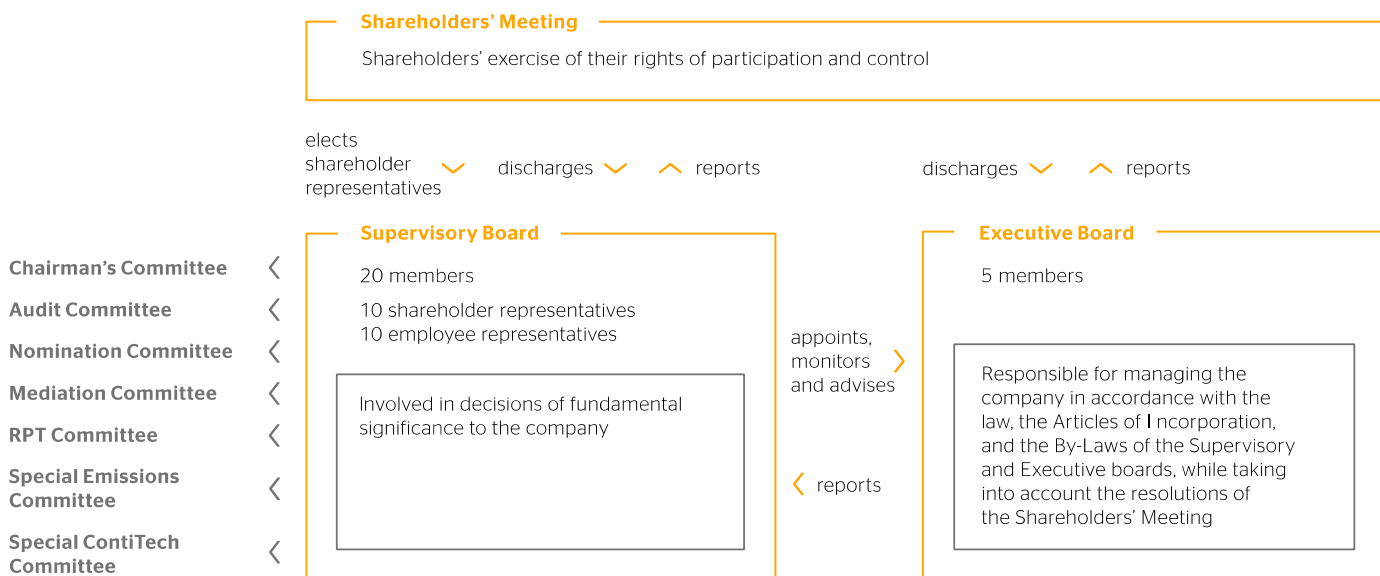 Shareholders’ Meeting
Shareholders’ exercise of their rights of participation and control
elects
shareholder
representatives
discharges
reports
discharges
reports
Chairman’s Committee
Audit Committee
Nomination Committee
Mediation Committee
RPT Committee
Special Emissions
Committee
Special ContiTech
Committee
Supervisory Board
20 members
10 shareholder representatives
10 employee representatives
Involved in decisions of fundamental
significance to the company
appoints,
monitors
and advises
reports
Executive Board
5 members
Responsible for managing the
company in accordance with the
law, the Articles of Incorporation,
and the By-Laws of the Supervisory
and Executive boards, while taking
into account the resolutions of
the Shareholders’ Meeting